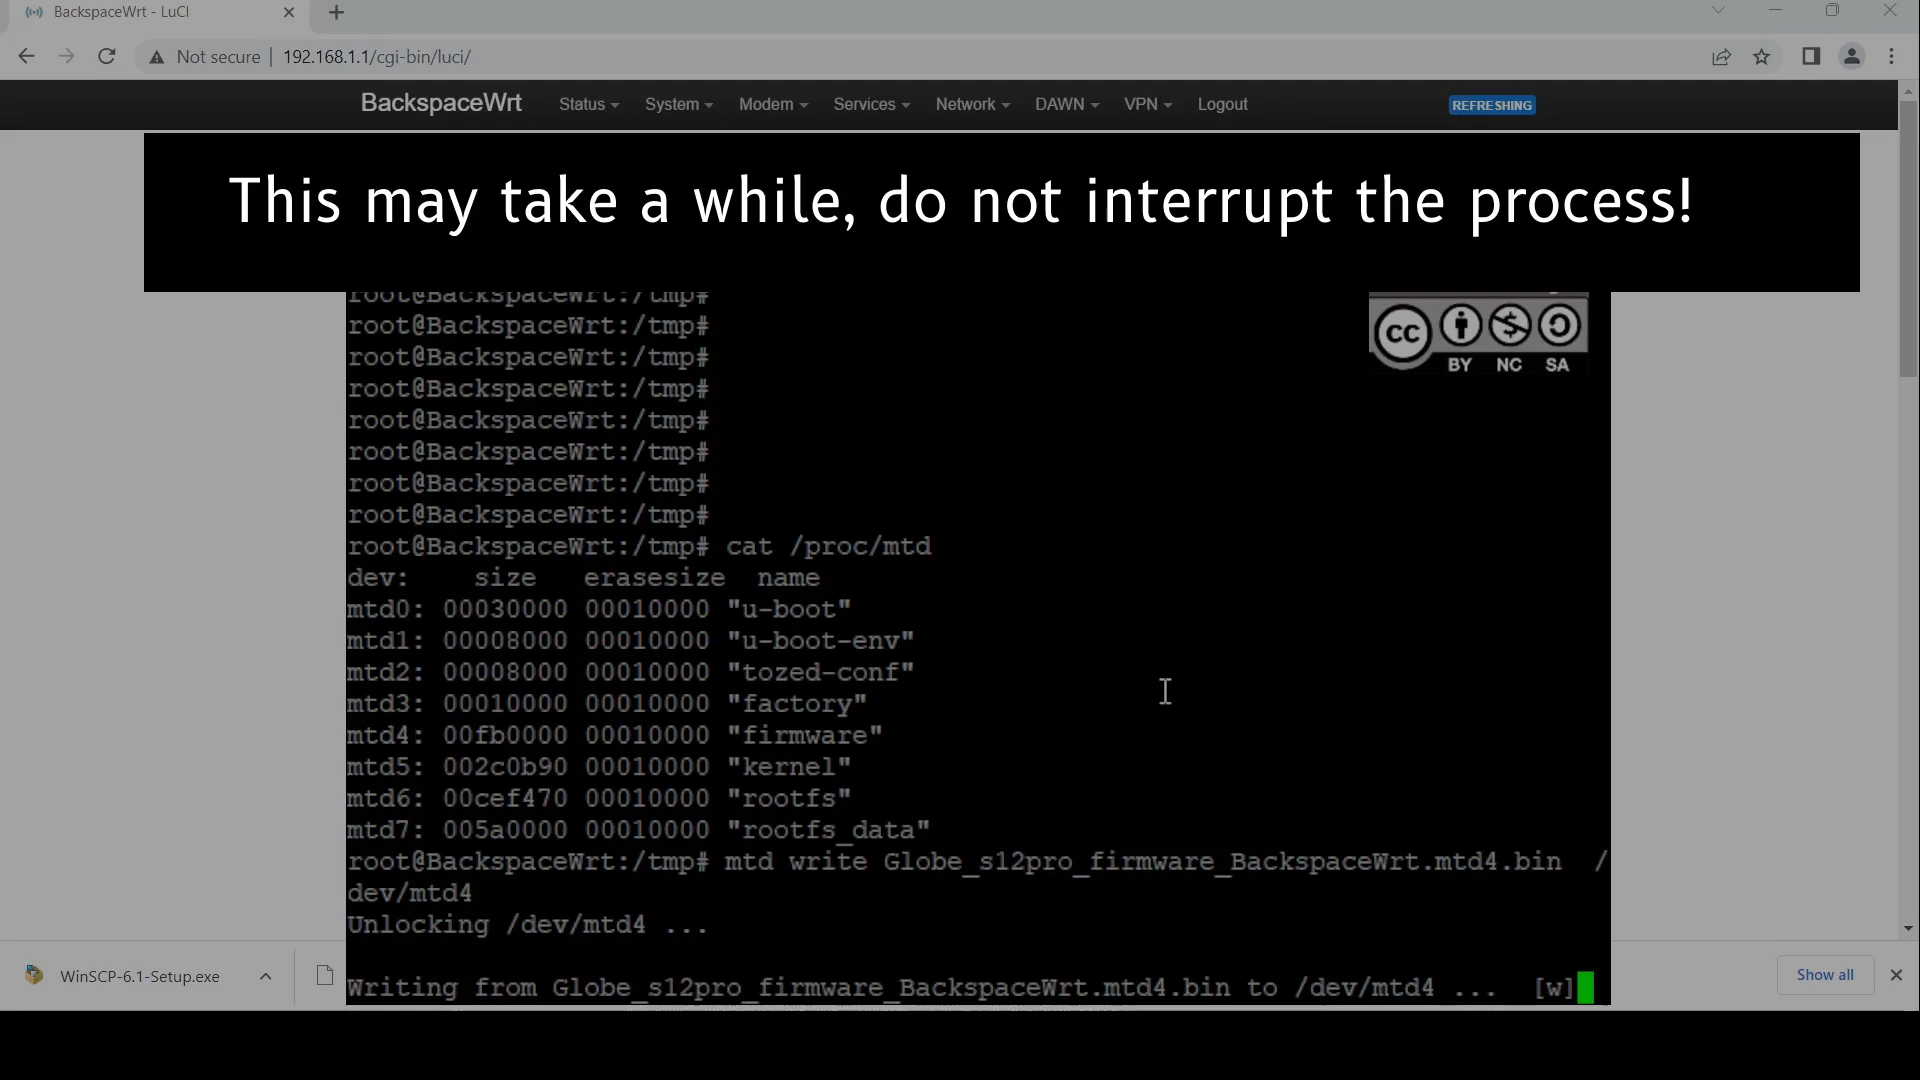 BackspaceWrt - LuCI
Not secure | 192.168.1.1/cgi-bin/luci/
BackspaceWrt Status System Modem Services Network DAWN VPN Logout REFRESHING
This may take a while, do not interrupt the process!
root@BackspaceWrt:/tmp#
root@BackspaceWrt:/tmp#
root@BackspaceWrt:/tmp#
root@BackspaceWrt:/tmp#
root@BackspaceWrt:/tmp#
root@BackspaceWrt:/tmp#
root@BackspaceWrt:/tmp#
root@BackspaceWrt:/tmp#
cc
BY NC SA
root@BackspaceWrt:/tmp# cat /proc/mtd
dev: size erasesize name
mtd0: 00030000 00010000 "u-boot"
mtd1: 00008000 00010000 "u-boot-env"
mtd2: 00008000 00010000 "tozed-conf"
mtd3: 00010000 00010000 "factory"
mtd4: 00fb0000 00010000 "firmware"
mtd5: 002c0b90 00010000 "kernel"
mtd6: 00cef470 00010000 "rootfs"
mtd7: 005a0000 00010000 "rootfs_data"
root@BackspaceWrt:/tmp# mtd write Globe_s12pro_firmware_BackspaceWrt.mtd4.bin /
dev/mtd4
Unlocking /dev/mtd4 ...
Writing from Globe_s12pro_firmware_BackspaceWrt.mtd4.bin to /dev/mtd4 ... [w]
WinSCP-6.1-Setup.exe
Show all